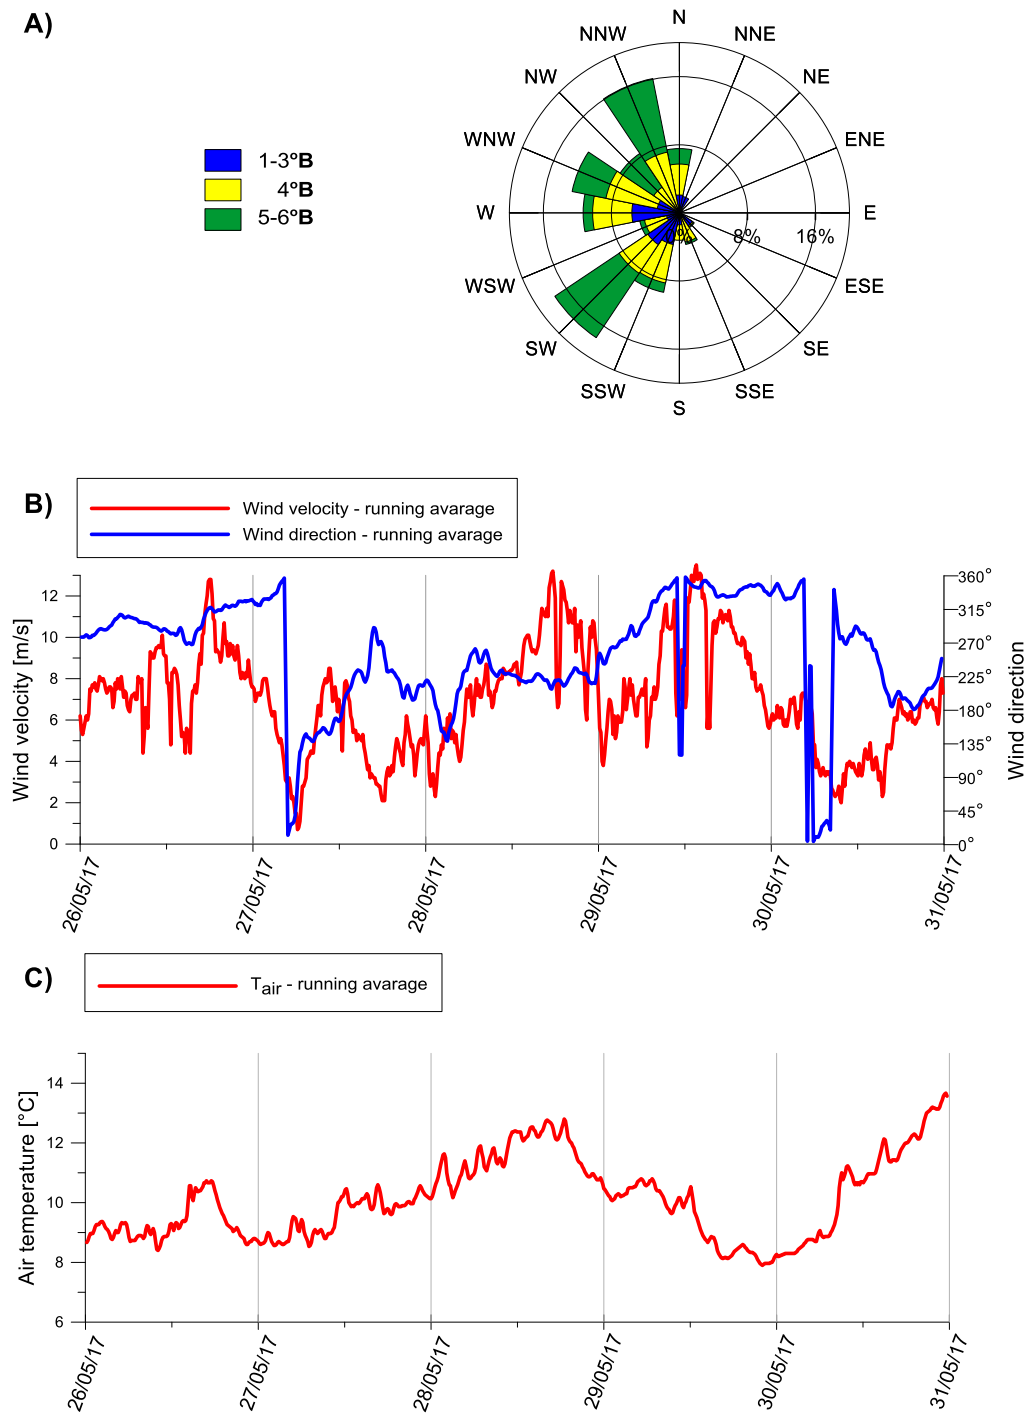 A)
N
NNW
NNE
NW
NE
WNW
ENE
1-3ºB
4ºB
5-6ºB
W
E
8%
16%
WSW
ESE
SW
SE
SSW
SSE
S
B)
Wind velocity - running avarage
Wind direction - running avarage
Wind velocity [m/s]
12
10
8
6
4
2
0
360°
315°
270°
225°
180°
135°
90°
45°
0°
Wind direction
26/05/17
27/05/17
28/05/17
29/05/17
30/05/17
31/05/17
C)
Tair - running avarage
Air temperature [°C]
14
12
10
8
6
26/05/17
27/05/17
28/05/17
29/05/17
30/05/17
31/05/17